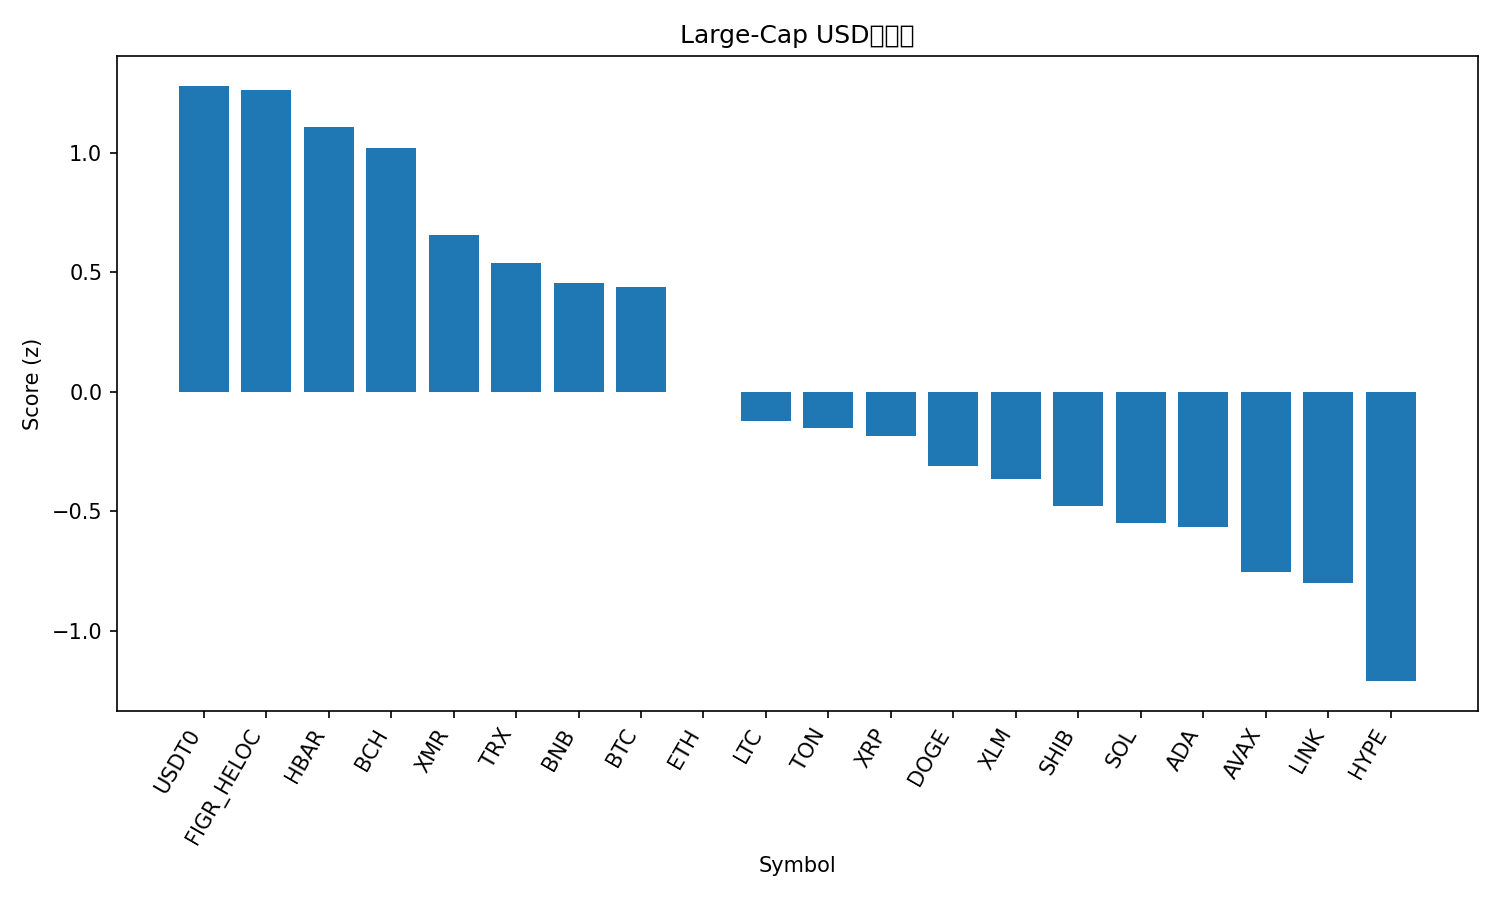 Large-Cap USD
1.0
0.5
0.0
−0.5
−1.0
Score (z)
USDT0
FIGR_HELOC
HBAR
BCH
XMR
TRX
BNB
BTC
ETH
LTC
TON
XRP
DOGE
XLM
SHIB
SOL
ADA
AVAX
LINK
HYPE
Symbol